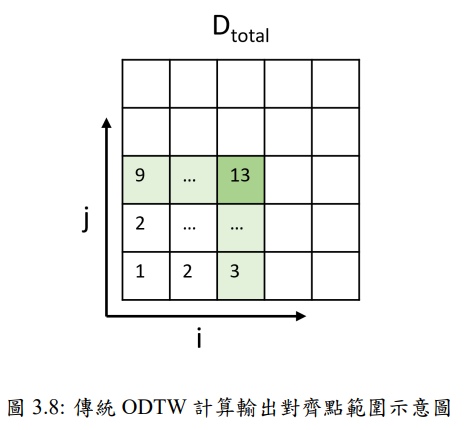 D_total
9 ... 13
j
2 ... ...
1 2 3
i
圖 3.8: 傳統 ODTW 計算輸出對齊點範圍示意圖